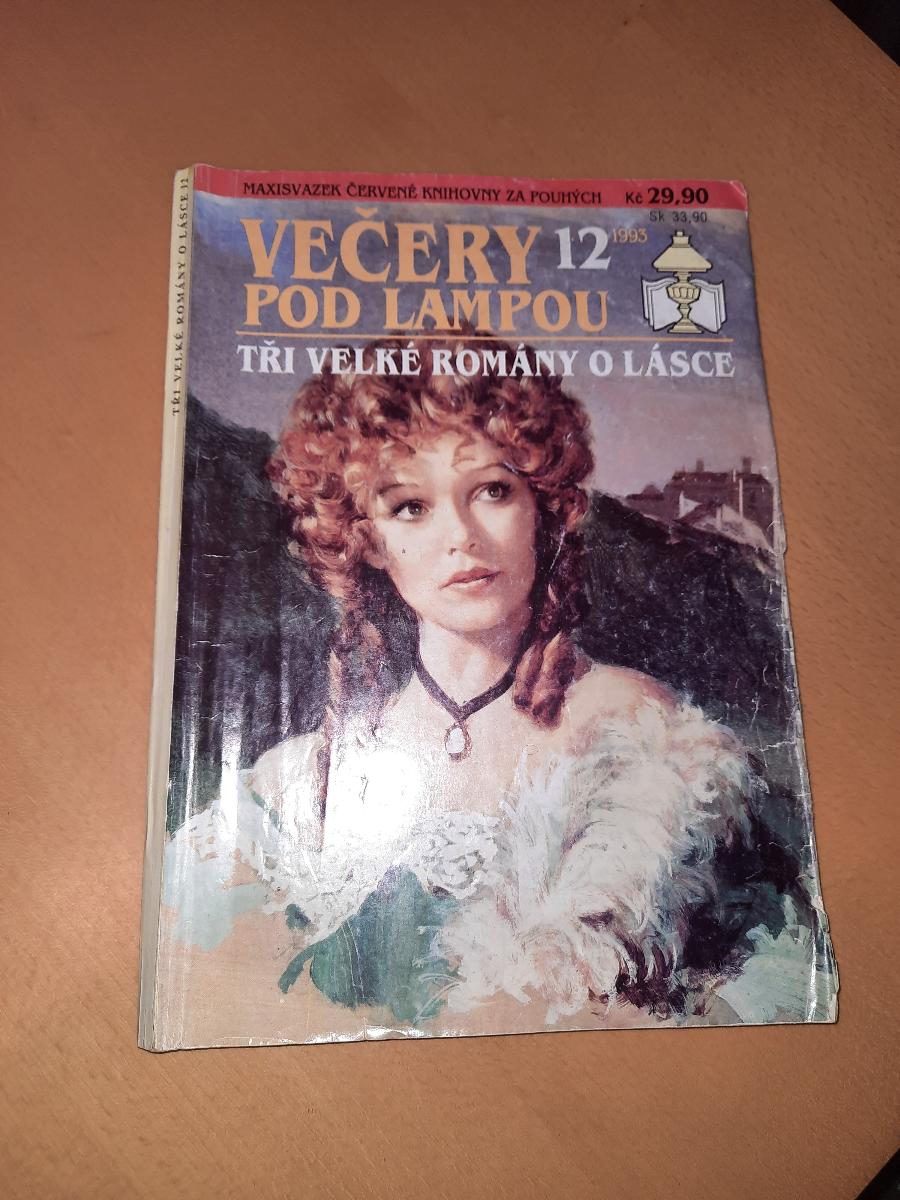 MAXISVAZEK ČERVENÉ KNIHOVNY ZA POUHÝCH Kč 29,90
Sk 33,90
VEČERY 12 1993
POD LAMPOU
TŘI VELKÉ ROMÁNY O LÁSCE
TŘI VELKÉ ROMÁNY O LÁSCE 12